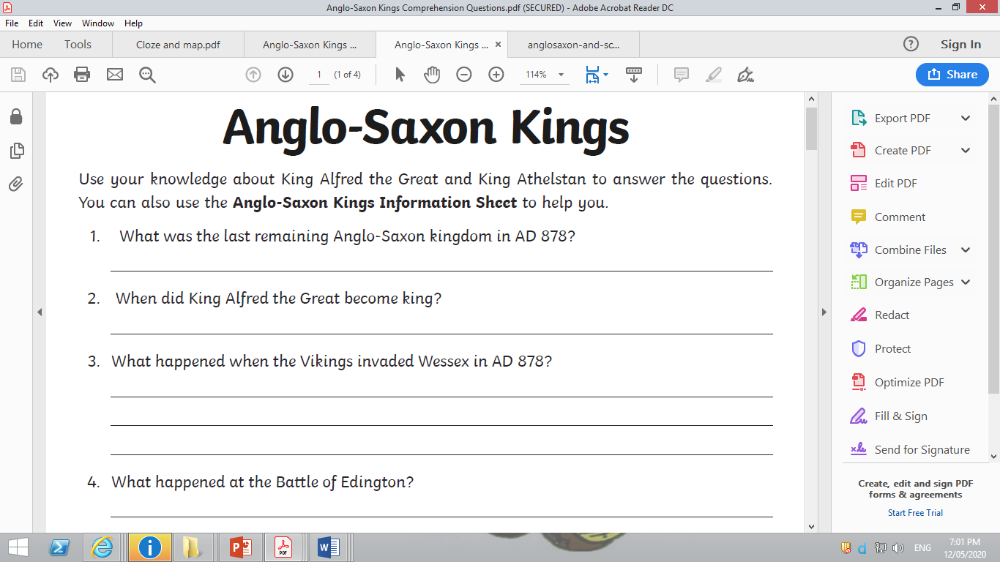 Anglo-Saxon Kings Comprehension Questions.pdf (SECURED) - Adobe Acrobat Reader DC
File Edit View Window Help
Home Tools Cloze and map.pdf Anglo-Saxon Kings ... Anglo-Saxon Kings ... × anglosaxon-and-sc... ? Sign In
1 (1 of 4) 114% Share
Anglo-Saxon Kings
Use your knowledge about King Alfred the Great and King Athelstan to answer the questions.
You can also use the Anglo-Saxon Kings Information Sheet to help you.
1. What was the last remaining Anglo-Saxon kingdom in AD 878?
2. When did King Alfred the Great become king?
3. What happened when the Vikings invaded Wessex in AD 878?
4. What happened at the Battle of Edington?
Export PDF
Create PDF
Edit PDF
Comment
Combine Files
Organize Pages
Redact
Protect
Optimize PDF
Fill & Sign
Send for Signature
Create, edit and sign PDF
forms & agreements
Start Free Trial
ENG 7:01 PM
12/05/2020